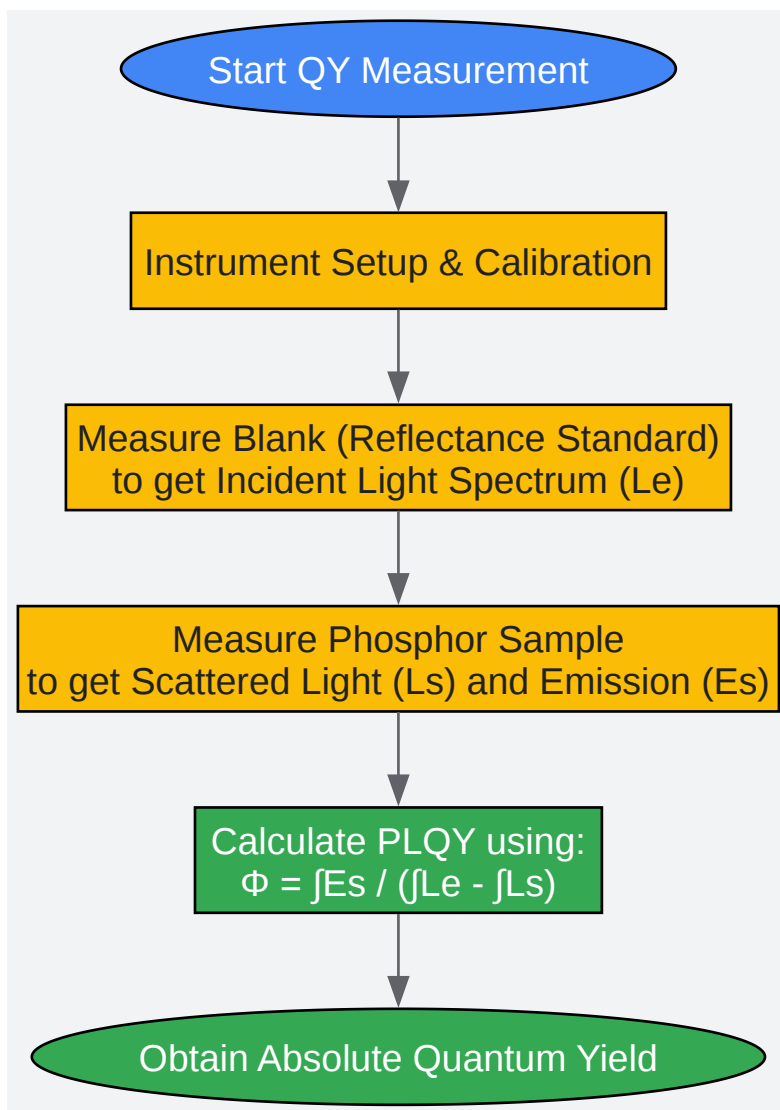 Start QY Measurement
Instrument Setup & Calibration
Measure Blank (Reflectance Standard)
to get Incident Light Spectrum (Le)
Measure Phosphor Sample
to get Scattered Light (Ls) and Emission (Es)
Calculate PLQY using:
Φ = ∫Es / (∫Le - ∫Ls)
Obtain Absolute Quantum Yield